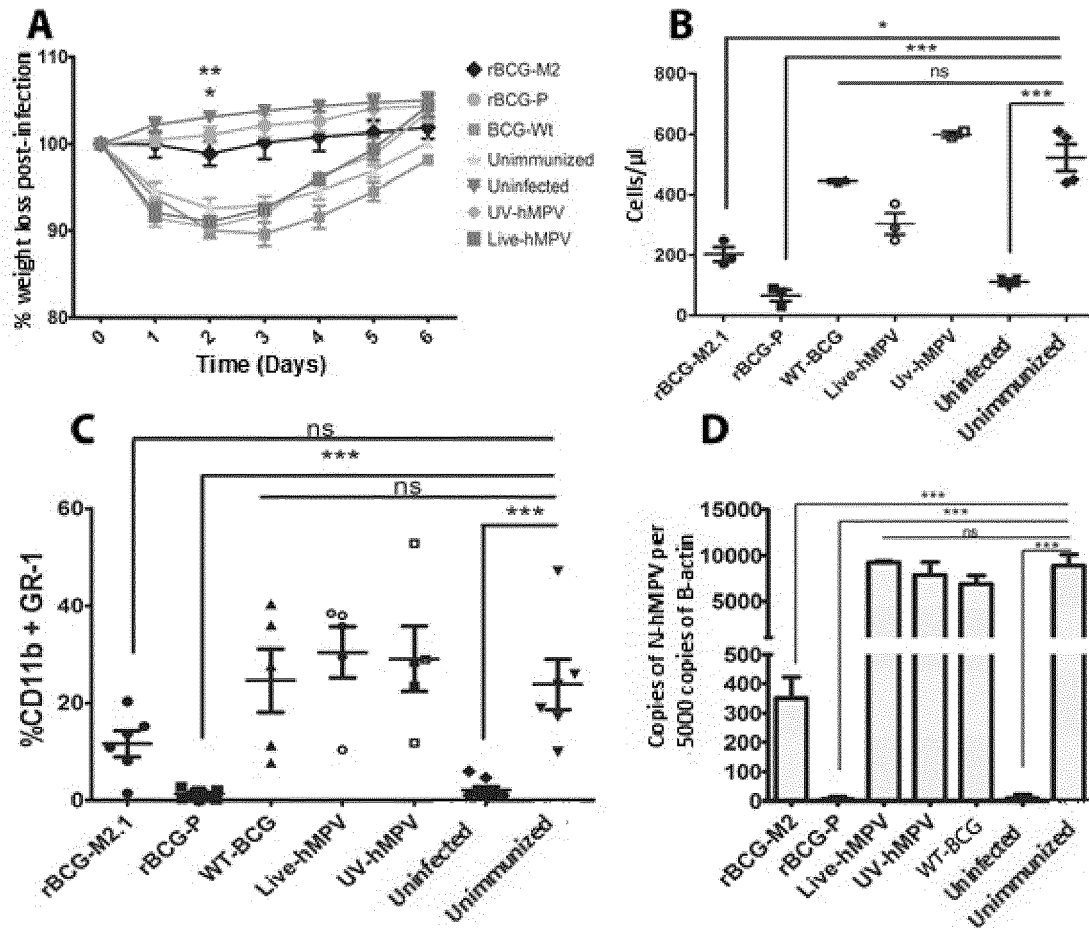 A
% weight loss post-infection
110
100
90
80
**
*
**
0
1
2
3
4
5
6
Time (Days)
rBCG-M2
rBCG-P
BCG-Wt
Unimmunized
Uninfected
UV-hMPV
Live-hMPV
B
*
***
ns
***
Cells/µl
800
600
400
200
0
rBCG-M2.1
rBCG-P
WT-BCG
Live-hMPV
Uv-hMPV
Uninfected
Unimmunized
C
ns
***
ns
***
%CD11b + GR-1
60
40
20
0
rBCG-M2.1
rBCG-P
WT-BCG
Live-hMPV
UV-hMPV
Uninfected
Unimmunized
D
***
***
ns
***
Copies of N-hMPV per
5000 copies of B-actin
15000
10000
5000
500
400
300
200
100
0
rBCG-M2
rBCG-P
Live-hMPV
UV-hMPV
WT-BCG
Uninfected
Unimmunized